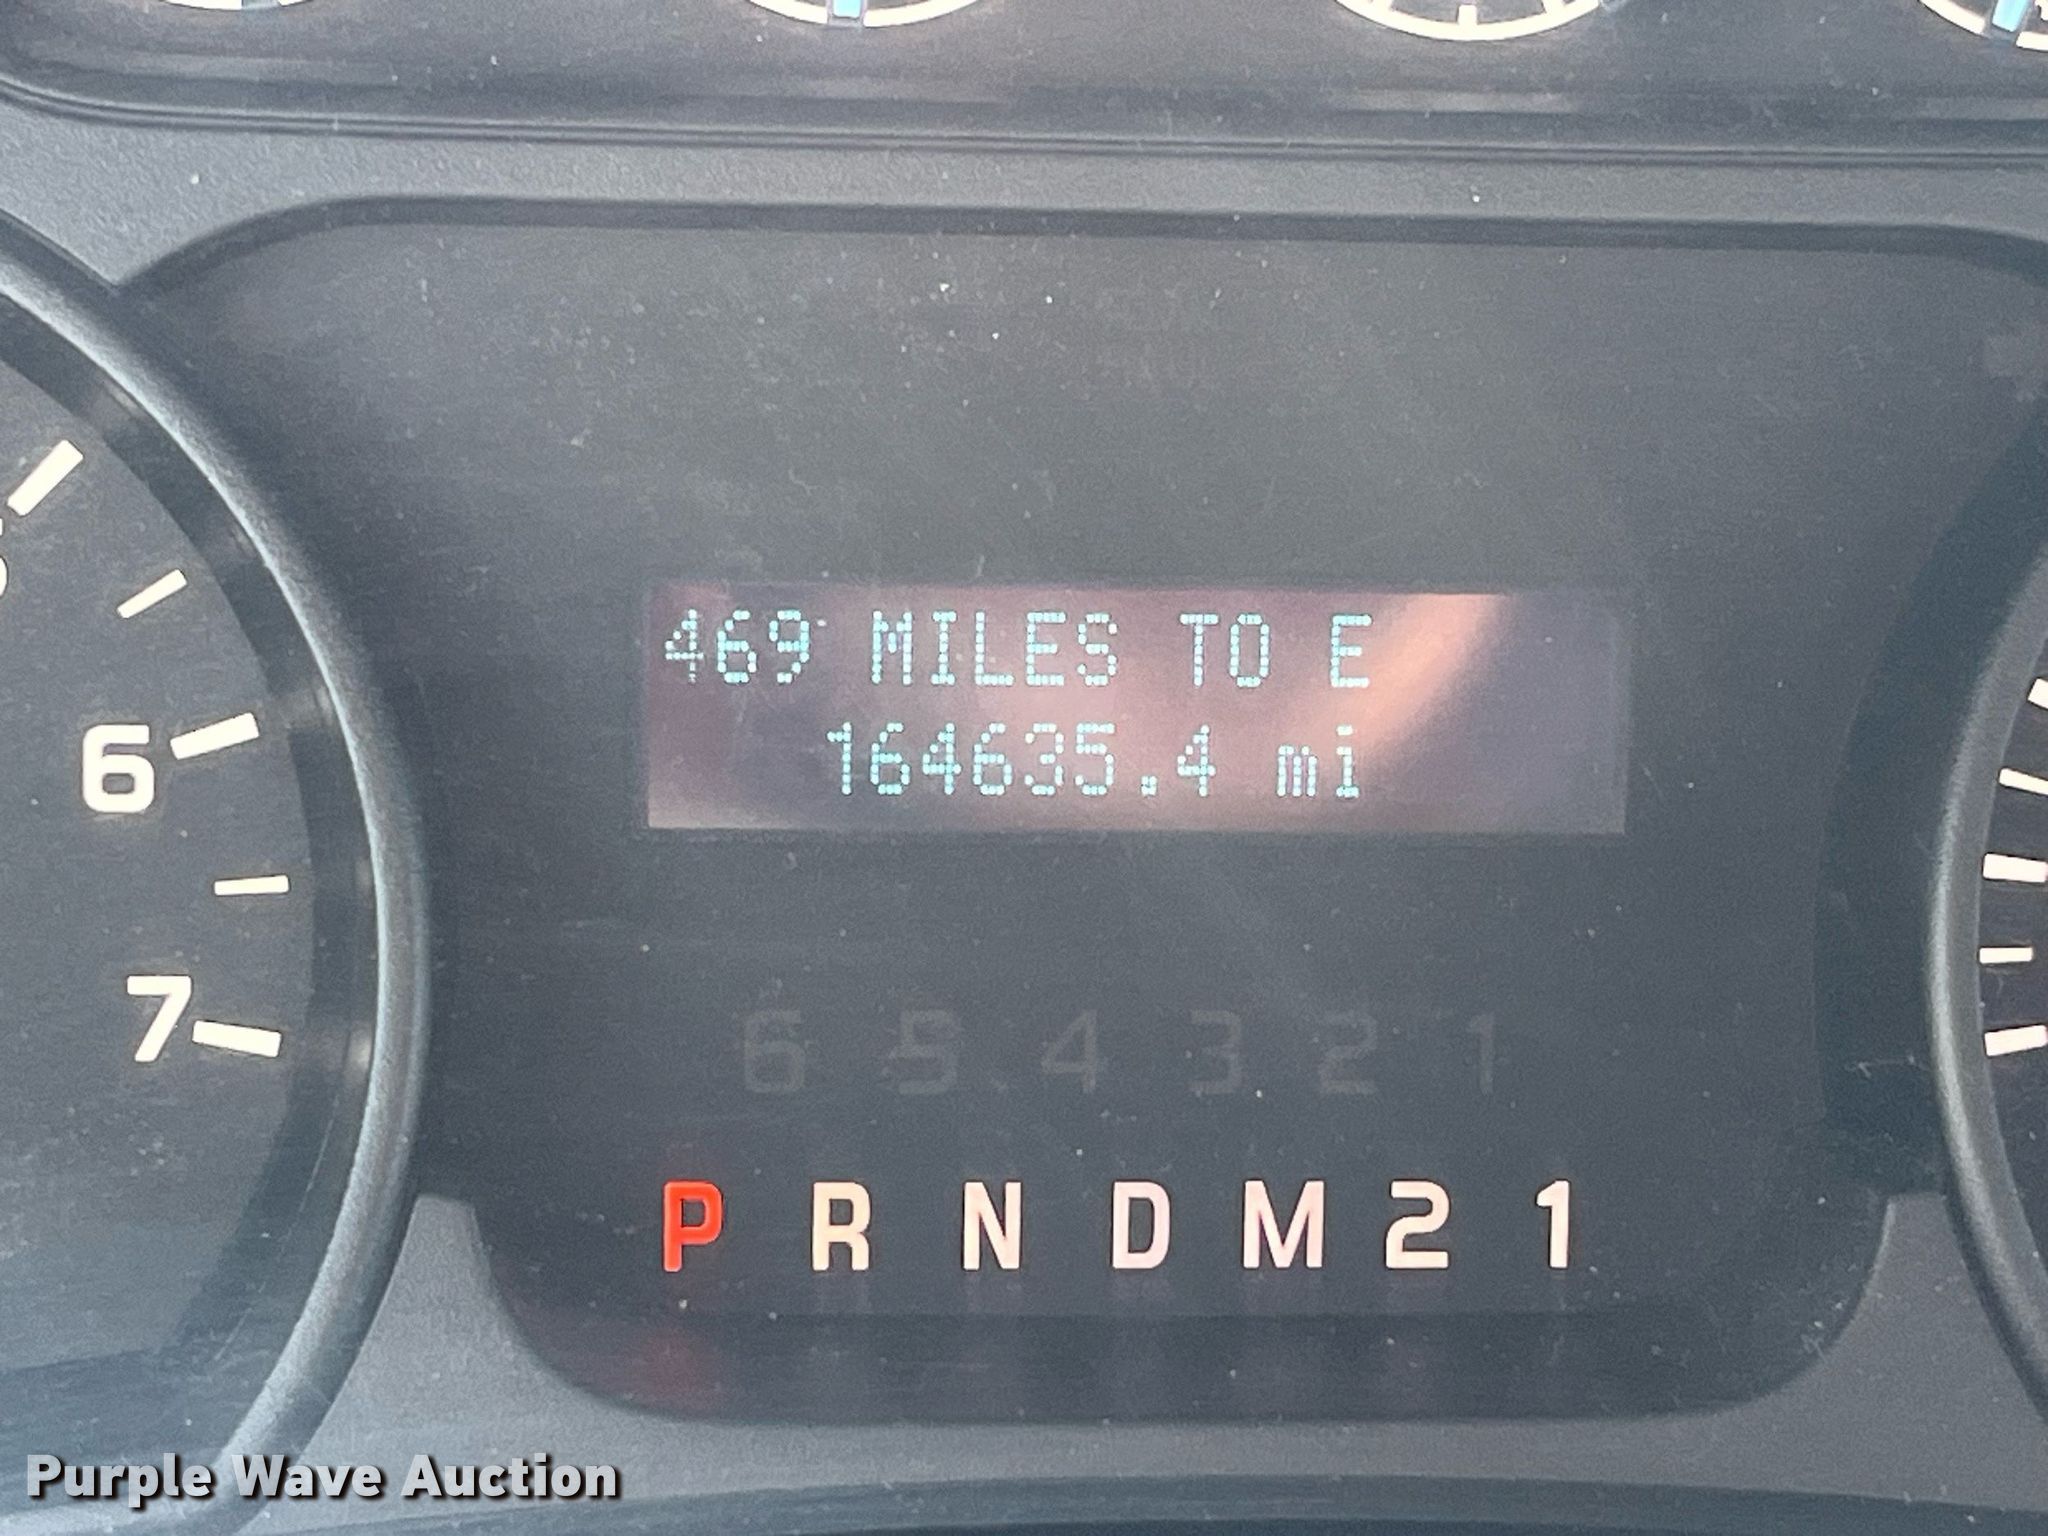 469 MILES TO E
164635.4 mi
6
7
6 5 4 3 2 1
P R N D M 2 1
Purple Wave Auction